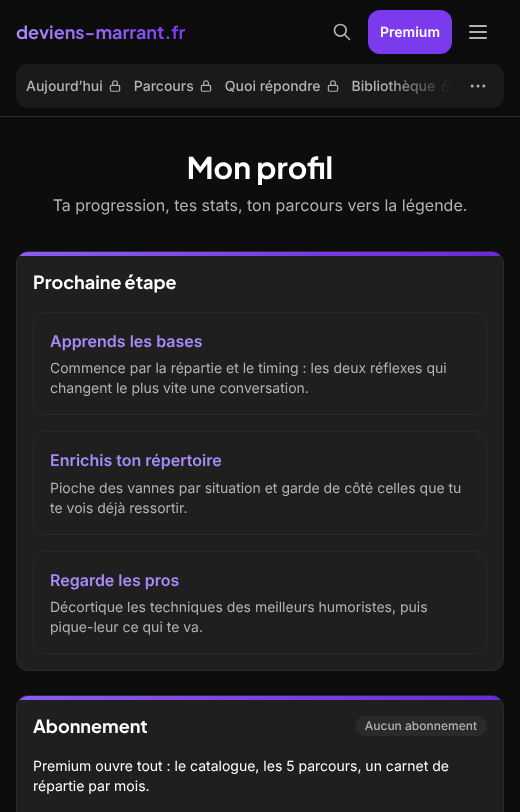 deviens-marrant.fr
Premium
Aujourd’hui
Parcours
Quoi répondre
Bibliothèque
Mon profil
Ta progression, tes stats, ton parcours vers la légende.
Prochaine étape
Apprends les bases
Commence par la répartie et le timing : les deux réflexes qui
changent le plus vite une conversation.
Enrichis ton répertoire
Pioche des vannes par situation et garde de côté celles que tu
te vois déjà ressortir.
Regarde les pros
Décortique les techniques des meilleurs humoristes, puis
pique-leur ce qui te va.
Abonnement
Aucun abonnement
Premium ouvre tout : le catalogue, les 5 parcours, un carnet de
répartie par mois.